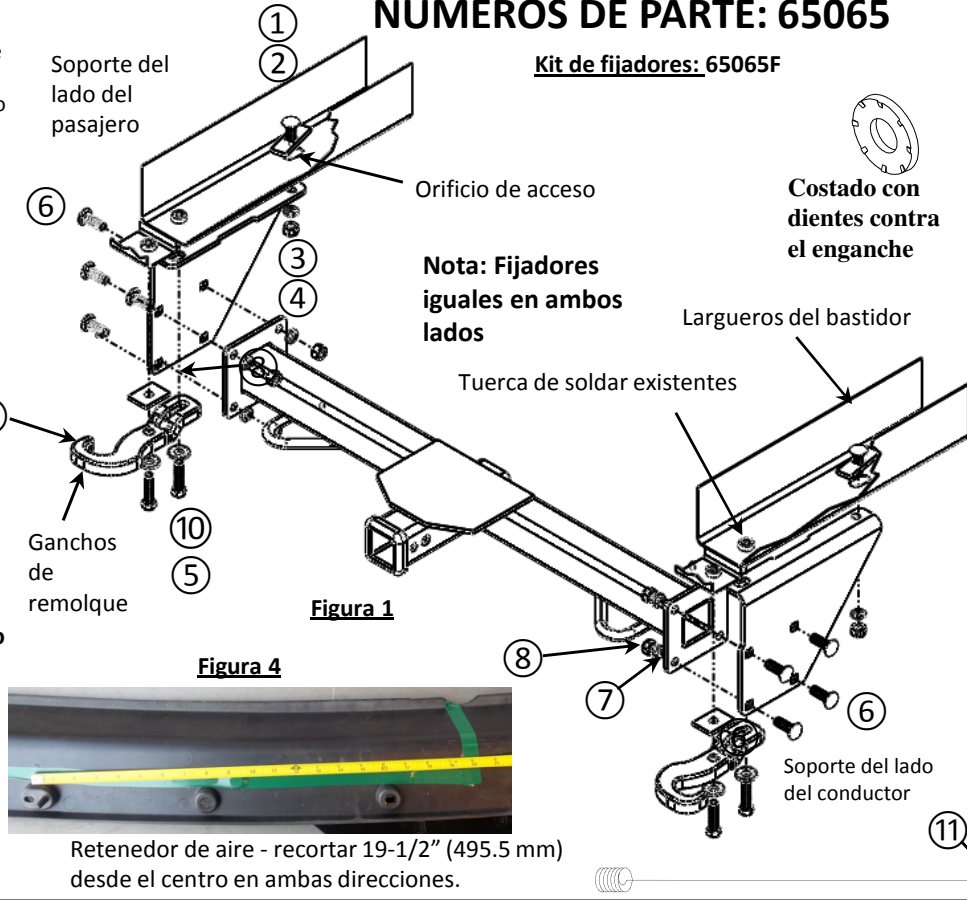 NÚMEROS DE PARTE: 65065
Kit de fijadores: 65065F
①
②
Soporte del
lado del
pasajero
⑥
Orificio de acceso
Costado con
dientes contra
el enganche
③
④
Nota: Fijadores
iguales en ambos
lados
Largueros del bastidor
Tuerca de soldar existentes
Ganchos
de
remolque
⑩
⑤
Figura 1
⑧
⑦
⑥
Soporte del lado
del conductor
⑪
Figura 4
Retenedor de aire - recortar 19-1/2” (495.5 mm)
desde el centro en ambas direcciones.